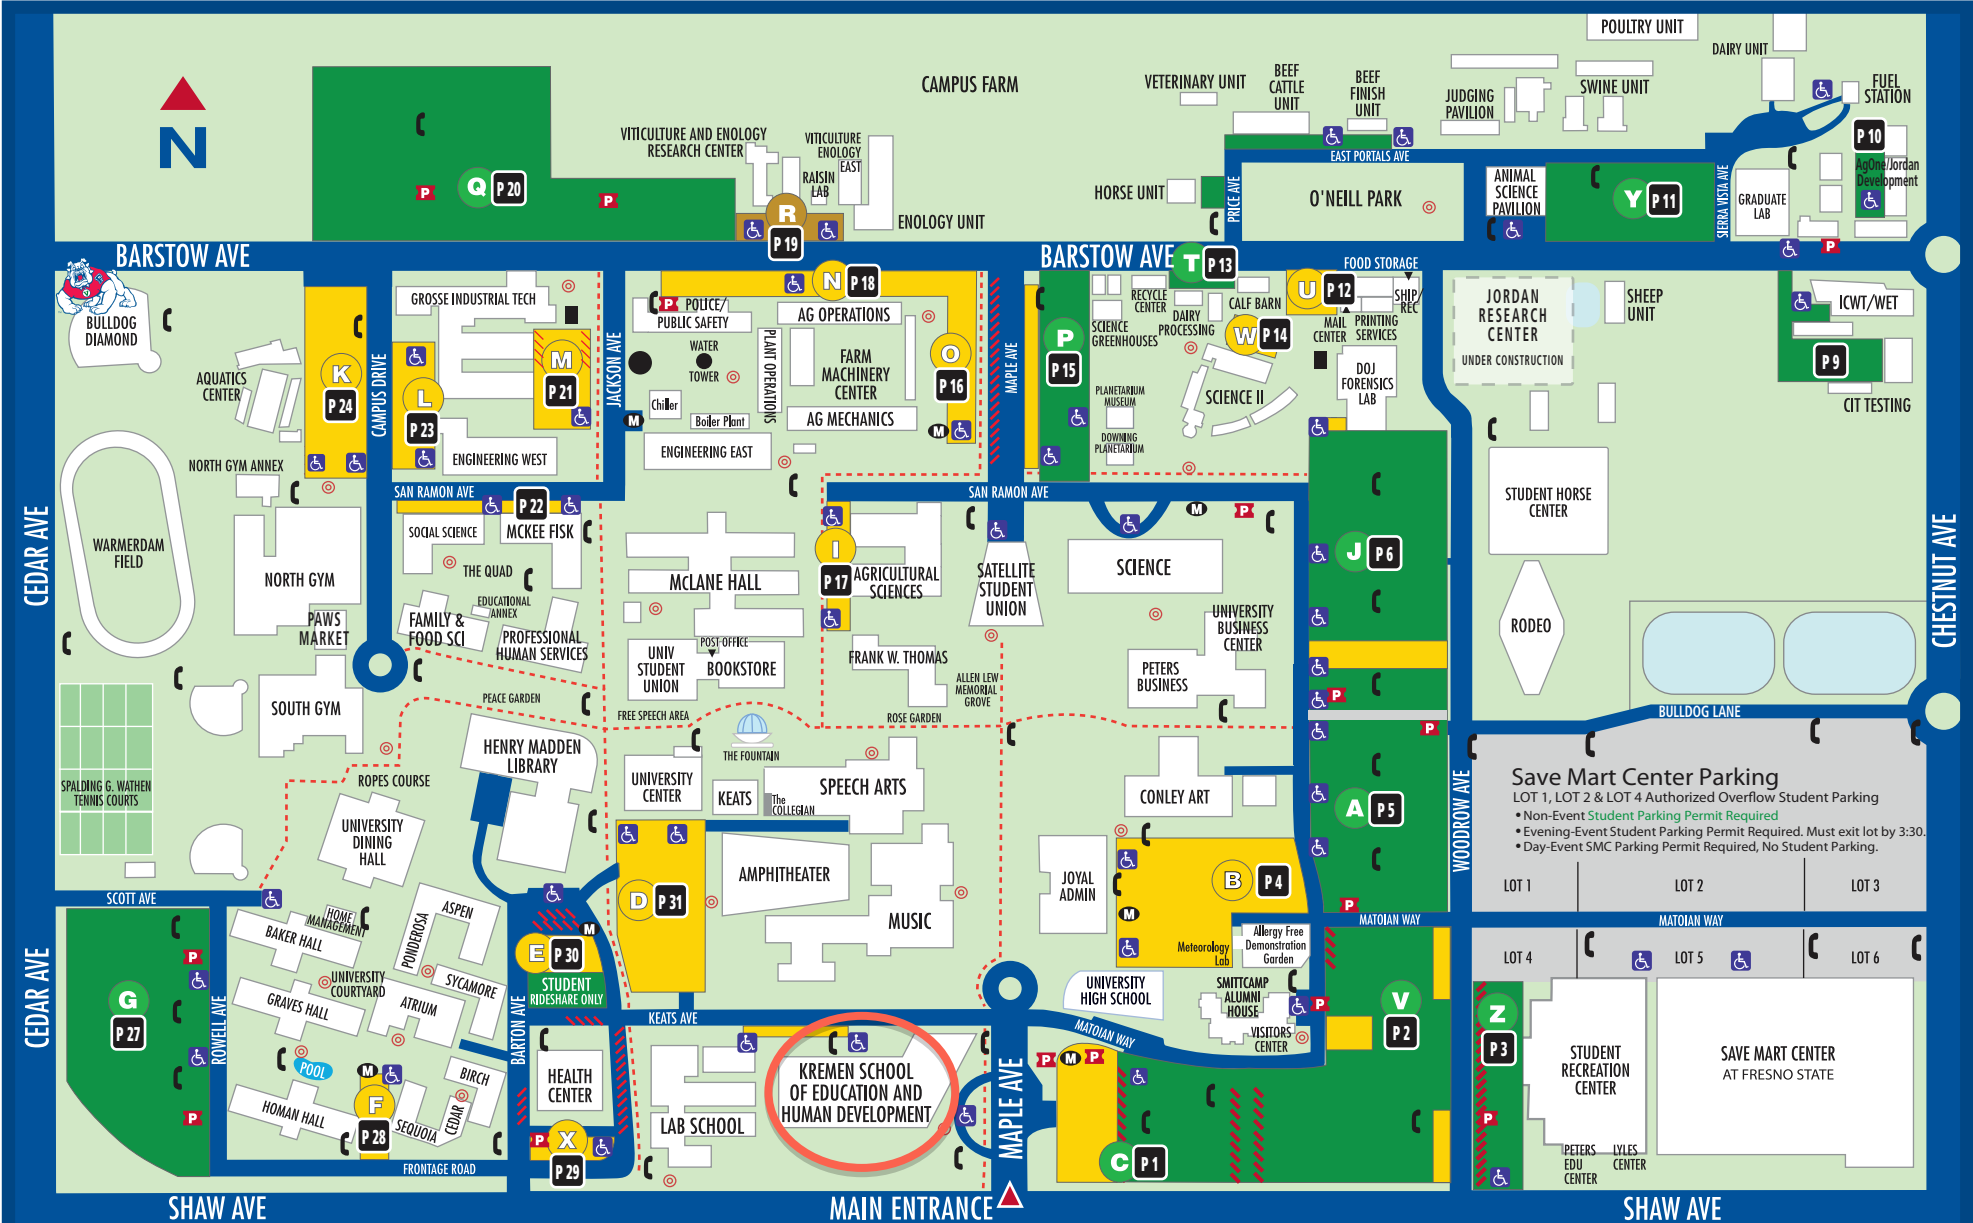 POULTRY UNIT
DAIRY UNIT
CAMPUS FARM
VETERINARY UNIT
BEEF
CATTLE
UNIT
BEEF
FINISH
UNIT
JUDGING
PAVILION
SWINE UNIT
FUEL
STATION
N
VITICULTURE AND ENOLOGY
RESEARCH CENTER
VITICULTURE
ENOLOGY
EAST
RAISIN
LAB
ENOLOGY UNIT
P 10
AgOne/Jordan
Development
EAST PORTALS AVE
Q P 20
P
P
R
P 19
HORSE UNIT
PRICE AVE
O'NEILL PARK
ANIMAL
SCIENCE
PAVILION
Y P 11
SIERRA VISTA AVE
GRADUATE
LAB
P
BARSTOW AVE
BARSTOW AVE
T P 13
FOOD STORAGE
BULLDOG
DIAMOND
GROSSE INDUSTRIAL TECH
P POLICE/
PUBLIC SAFETY
N P 18
AG OPERATIONS
RECYCLE
CENTER
SCIENCE
GREENHOUSES
DAIRY
PROCESSING
CALF BARN
U P 12
SHIP/
REC
MAIL
CENTER
PRINTING
SERVICES
W P 14
JORDAN
RESEARCH
CENTER
UNDER CONSTRUCTION
SHEEP
UNIT
ICWT/WET
P 9
CIT TESTING
AQUATICS
CENTER
K
P 24
CAMPUS DRIVE
L
P 23
M
P 21
JACKSON AVE
WATER
TOWER
PLANT OPERATIONS
FARM
MACHINERY
CENTER
O
P 16
MAPLE AVE
P
P 15
PLANETARIUM
MUSEUM
DOWNING
PLANETARIUM
SCIENCE II
DOJ
FORENSICS
LAB
Chiller
Boiler Plant
AG MECHANICS
M
M
NORTH GYM ANNEX
ENGINEERING WEST
ENGINEERING EAST
SAN RAMON AVE
P 22
SAN RAMON AVE
STUDENT HORSE
CENTER
CEDAR AVE
WARMERDAM
FIELD
SOCIAL SCIENCE
MCKEE FISK
THE QUAD
M
P
I
P 17
AGRICULTURAL
SCIENCES
McLANE HALL
SATELLITE
STUDENT
UNION
SCIENCE
J P 6
CHESTNUT AVE
NORTH GYM
PAWS
MARKET
EDUCATIONAL
ANNEX
FAMILY &
FOOD SCI
PROFESSIONAL
HUMAN SERVICES
UNIVERSITY
BUSINESS
CENTER
RODEO
UNIV
STUDENT
UNION
POST OFFICE
BOOKSTORE
FRANK W. THOMAS
PETERS
BUSINESS
ALLEN LEW
MEMORIAL
GROVE
SOUTH GYM
PEACE GARDEN
FREE SPEECH AREA
ROSE GARDEN
P
P
BULLDOG LANE
HENRY MADDEN
LIBRARY
THE FOUNTAIN
SPALDING G. WATHEN
TENNIS COURTS
ROPES COURSE
UNIVERSITY
CENTER
KEATS
The
COLLEGIAN
SPEECH ARTS
CONLEY ART
A P 5
WOODROW AVE
Save Mart Center Parking
LOT 1, LOT 2 & LOT 4 Authorized Overflow Student Parking
• Non-Event Student Parking Permit Required
• Evening-Event Student Parking Permit Required. Must exit lot by 3:30.
• Day-Event SMC Parking Permit Required, No Student Parking.
LOT 1
LOT 2
LOT 3
UNIVERSITY
DINING
HALL
AMPHITHEATER
JOYAL
ADMIN
B P 4
SCOTT AVE
D P 31
MUSIC
M
P
MATOIAN WAY
MATOIAN WAY
ASPEN
PONDEROSA
HOME
MANAGEMENT
BAKER HALL
M
E P 30
STUDENT
RIDESHARE ONLY
Meteorology
Lab
Allergy Free
Demonstration
Garden
LOT 4
LOT 5
LOT 6
CEDAR AVE
G
P 27
P
P
ROWELL AVE
UNIVERSITY
COURTYARD
SYCAMORE
GRAVES HALL
ATRIUM
BARTON AVE
KEATS AVE
UNIVERSITY
HIGH SCHOOL
SMITTCAMP
ALUMNI
HOUSE
VISITORS
CENTER
P
MATOIAN WAY
V
P 2
Z
P 3
P
POOL
M
BIRCH
HEALTH
CENTER
KREMEN SCHOOL
OF EDUCATION AND
HUMAN DEVELOPMENT
P M P
STUDENT
RECREATION
CENTER
SAVE MART CENTER
AT FRESNO STATE
HOMAN HALL
F
P 28
SEQUOIA
CEDAR
P X
P 29
LAB SCHOOL
MAPLE AVE
C P 1
PETERS
EDU
CENTER
LYLES
CENTER
FRONTAGE ROAD
SHAW AVE
MAIN ENTRANCE
SHAW AVE